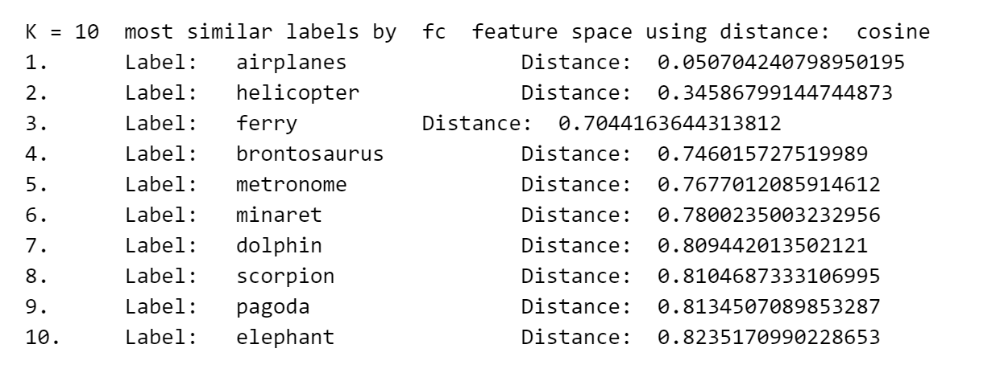 K = 10  most similar labels by  fc  feature space using distance:  cosine
1.      Label:   airplanes              Distance:  0.050704240798950195
2.      Label:   helicopter             Distance:  0.34586799144744873
3.      Label:   ferry          Distance:  0.7044163644313812
4.      Label:   brontosaurus           Distance:  0.746015727519989
5.      Label:   metronome              Distance:  0.7677012085914612
6.      Label:   minaret                Distance:  0.7800235003232956
7.      Label:   dolphin                Distance:  0.809442013502121
8.      Label:   scorpion               Distance:  0.8104687333106995
9.      Label:   pagoda                 Distance:  0.8134507089853287
10.     Label:   elephant               Distance:  0.8235170990228653